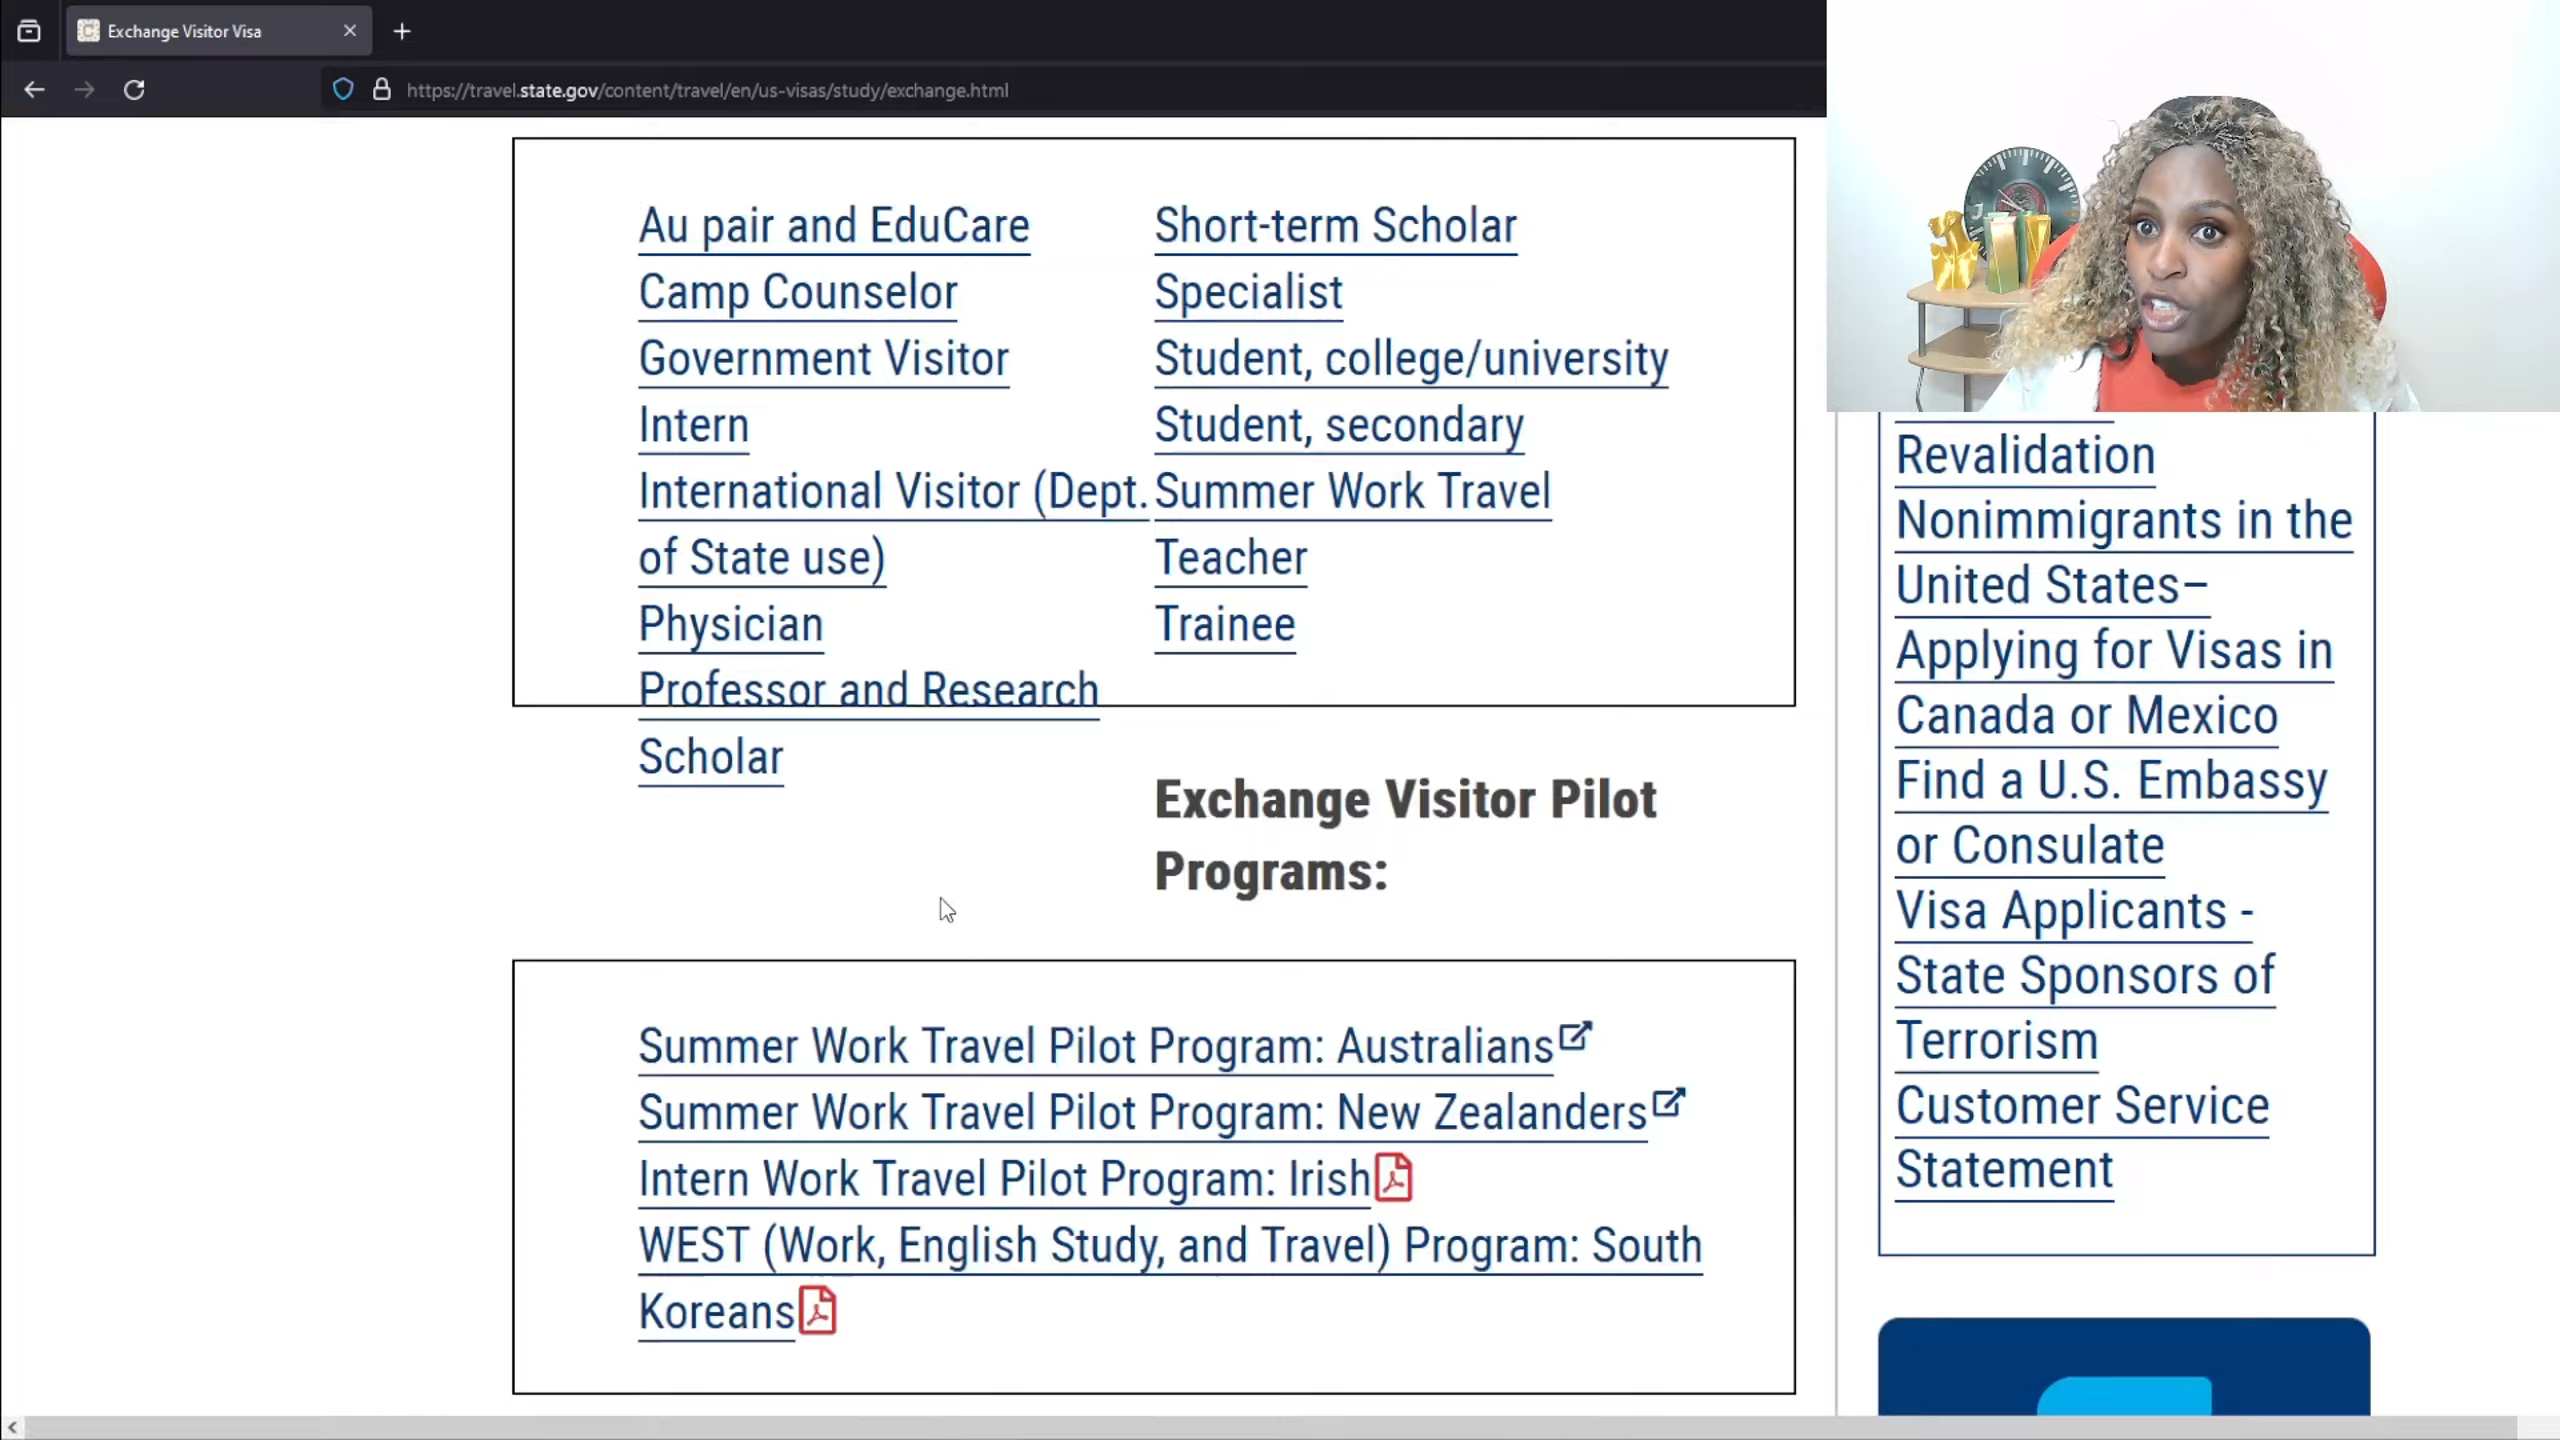 Exchange Visitor Visa
https://travel.state.gov/content/travel/en/us-visas/study/exchange.html
Au pair and EduCare
Camp Counselor
Government Visitor
Intern
International Visitor (Dept.
of State use)
Physician
Professor and Research
Scholar
Short-term Scholar
Specialist
Student, college/university
Student, secondary
Summer Work Travel
Teacher
Trainee
Exchange Visitor Pilot
Programs:
Summer Work Travel Pilot Program: Australians
Summer Work Travel Pilot Program: New Zealanders
Intern Work Travel Pilot Program: Irish
WEST (Work, English Study, and Travel) Program: South
Koreans
Revalidation
Nonimmigrants in the
United States–
Applying for Visas in
Canada or Mexico
Find a U.S. Embassy
or Consulate
Visa Applicants -
State Sponsors of
Terrorism
Customer Service
Statement